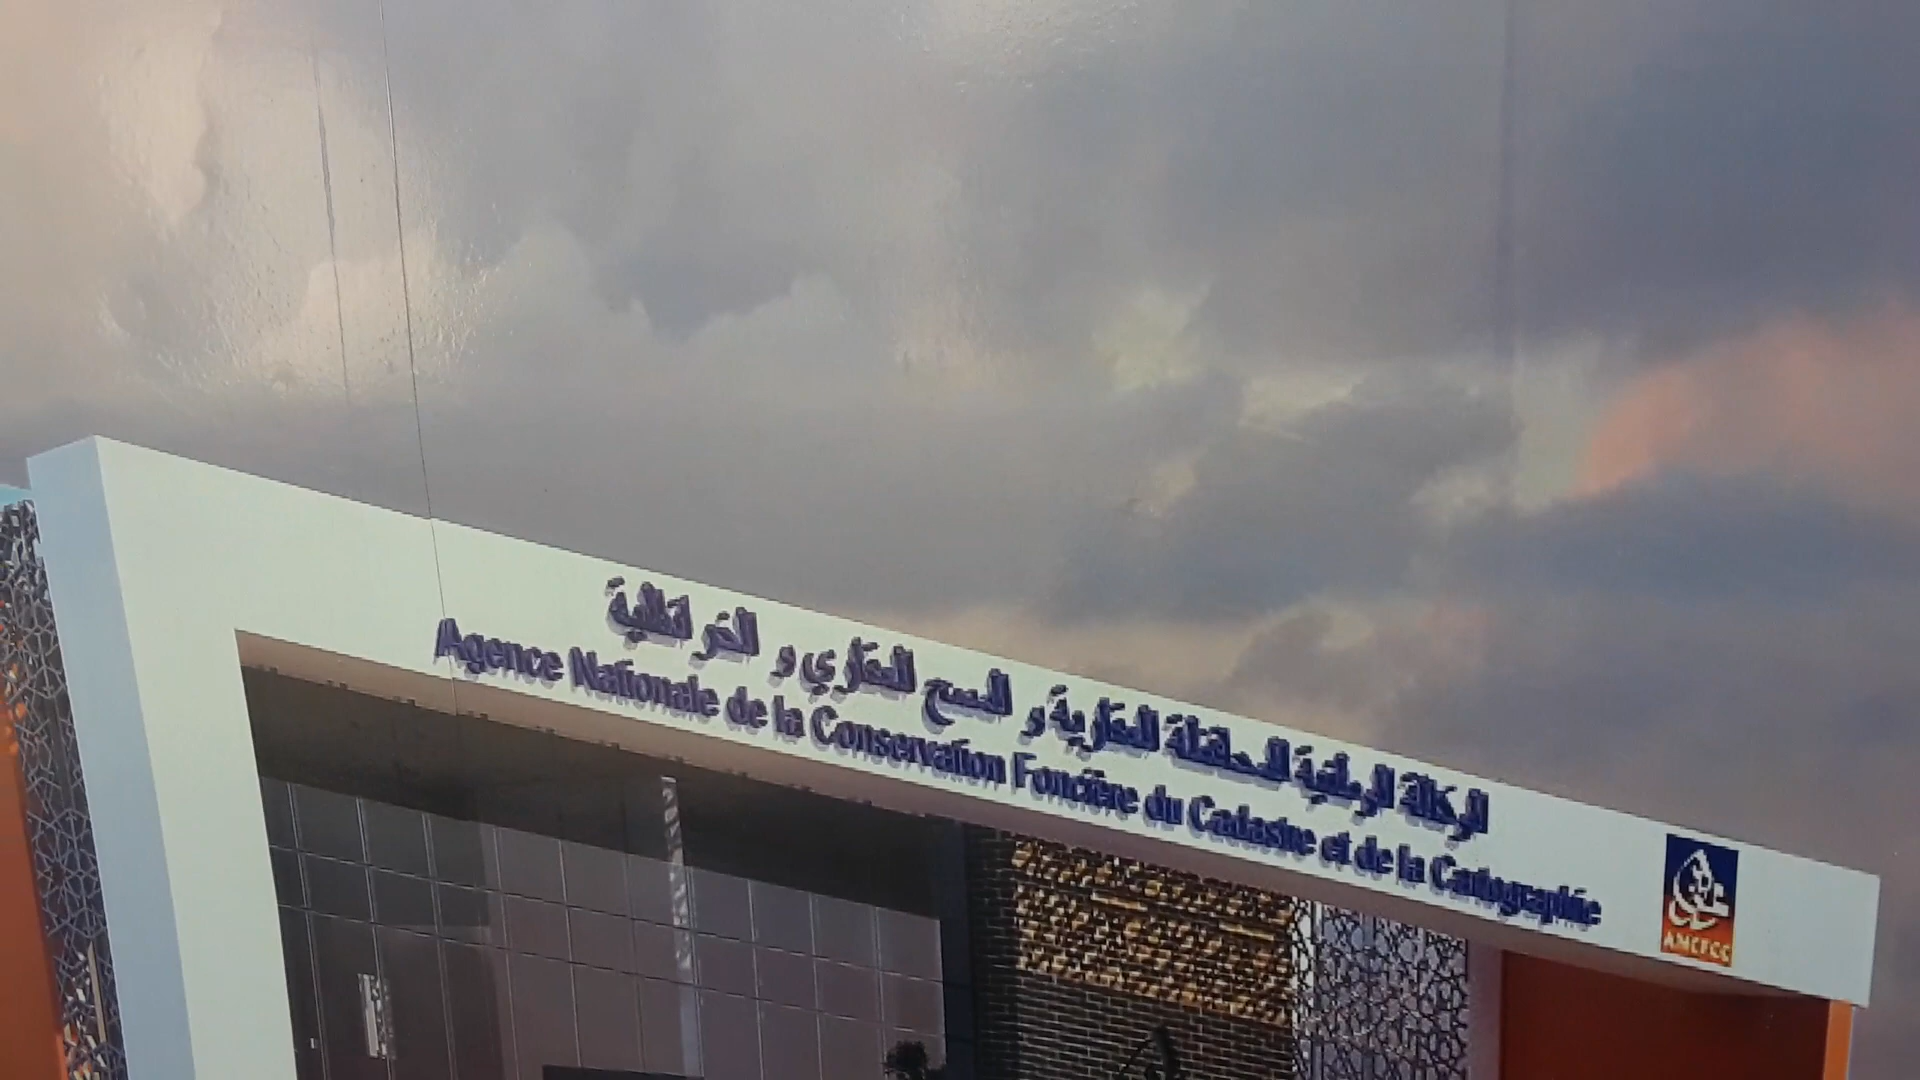 الوكالة الوطنية للمحافظة العقارية و المسح العقاري و الخرائطية
Agence Nationale de la Conservation Foncière du Cadastre et de la Cartographie
ANCFCC